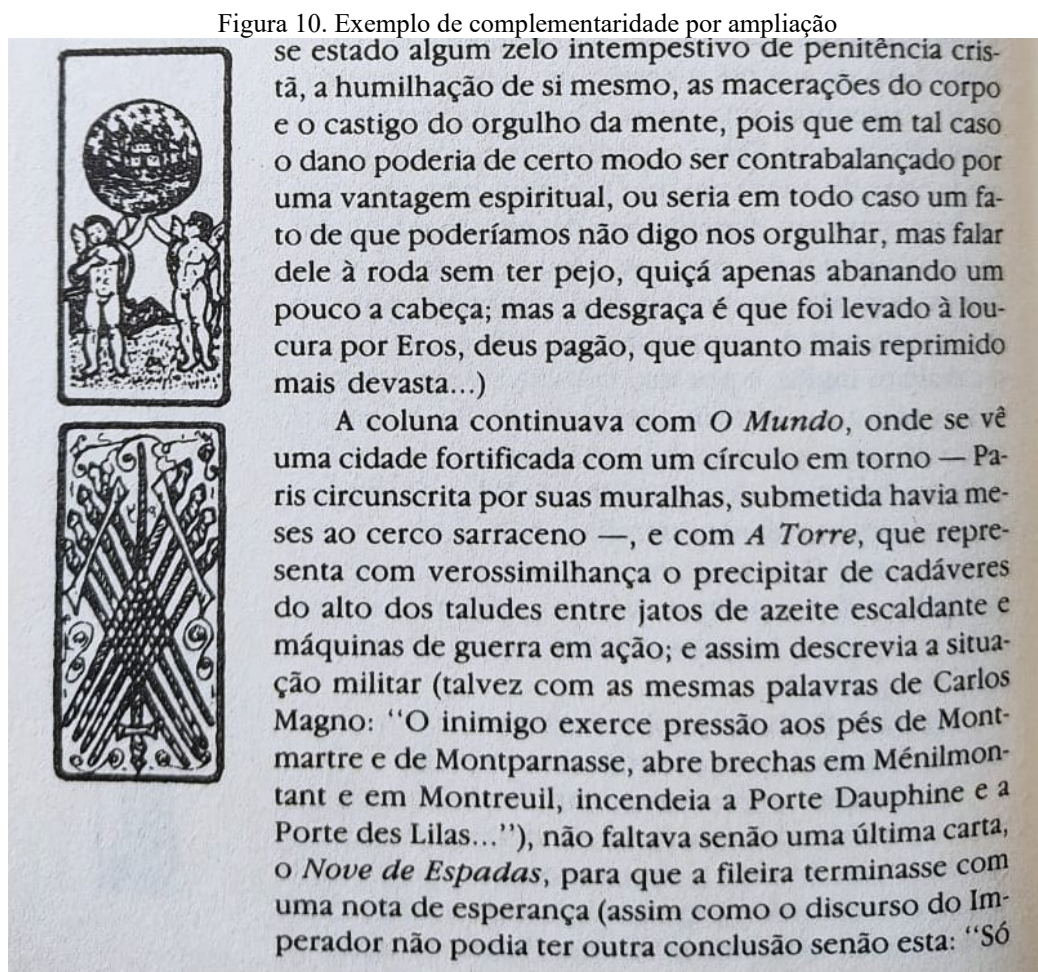 Figura 10. Exemplo de complementaridade por ampliação
se estado algum zelo intempestivo de penitência cris-
tã, a humilhação de si mesmo, as macerações do corpo
e o castigo do orgulho da mente, pois que em tal caso
o dano poderia de certo modo ser contrabalançado por
uma vantagem espiritual, ou seria em todo caso um fa-
to de que poderíamos não digo nos orgulhar, mas falar
dele à roda sem ter pejo, quiçá apenas abanando um
pouco a cabeça; mas a desgraça é que foi levado à lou-
cura por Eros, deus pagão, que quanto mais reprimido
mais devasta...)
A coluna continuava com O Mundo, onde se vê
uma cidade fortificada com um círculo em torno — Pa-
ris circunscrita por suas muralhas, submetida havia me-
ses ao cerco sarraceno —, e com A Torre, que repre-
senta com verossimilhança o precipitar de cadáveres
do alto dos taludes entre jatos de azeite escaldante e
máquinas de guerra em ação; e assim descrevia a situa-
ção militar (talvez com as mesmas palavras de Carlos
Magno: “O inimigo exerce pressão aos pés de Mont-
martre e de Montparnasse, abre brechas em Ménilmon-
tant e em Montreuil, incendeia a Porte Dauphine e a
Porte des Lilas...”), não faltava senão uma última carta,
o Nove de Espadas, para que a fileira terminasse com
uma nota de esperança (assim como o discurso do Im-
perador não podia ter outra conclusão senão esta: “Só